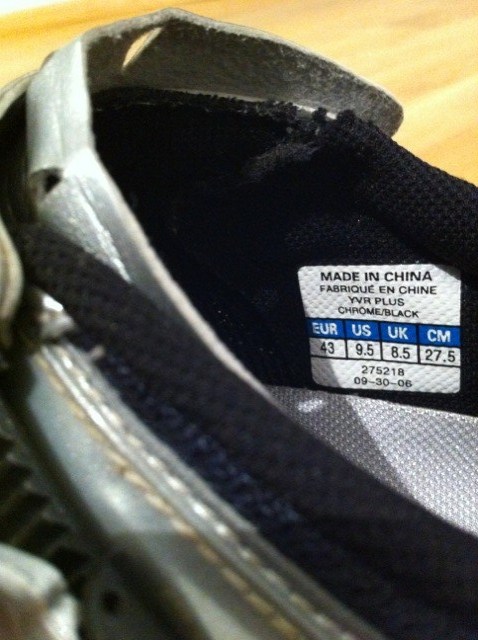 MADE IN CHINA
FABRIQUÉ EN CHINE
YVR PLUS
CHROME/BLACK
EUR US UK CM
43 9.5 8.5 27.5
275218
09-30-06